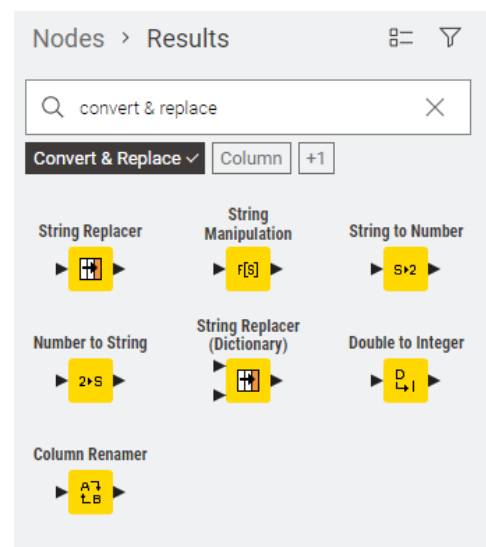 Nodes > Results
convert & replace
Convert & Replace
Column
+1
String Replacer
String
Manipulation
F[S]
String to Number
S▸2
Number to String
2▸S
String Replacer
(Dictionary)
Double to Integer
D
I
Column Renamer
A
B